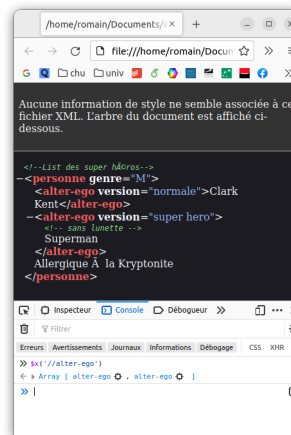 /home/romain/Documents/
file:///home/romain/Docum
chu
univ
Aucune information de style ne semble associée à ce
fichier XML. L'arbre du document est affiché ci-
dessous.
<!--List des super hÃ©ros-->
−<personne genre="M">
<alter-ego version="normale">Clark
Kent</alter-ego>
−<alter-ego version="super hero">
<!-- sans lunette -->
Superman
</alter-ego>
Allergique Ã  la Kryptonite
</personne>
Inspecteur Console Débogueur
Filtrer
Erreurs Avertissements Journaux Informations Débogage CSS XHR
$x('//alter-ego')
Array [ alter-ego , alter-ego ]